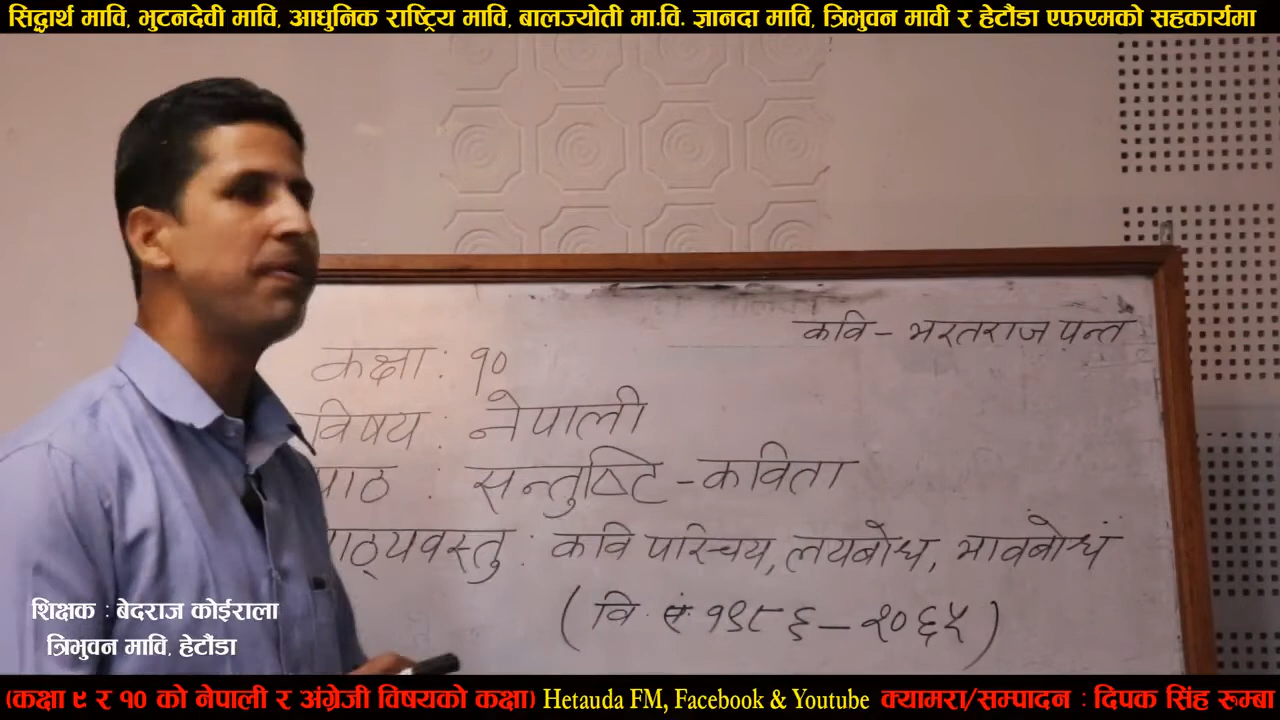 सिद्धार्थ मावि, भुटनदेवी मावि, आधुनिक राष्ट्रिय मावि, बालज्योती मा.वि. ज्ञानदा मावि, त्रिभुवन मावी र हेटौंडा एफएमको सहकार्यमा
कवि - भरतराज पन्त
कक्षा : १०
विषय : नेपाली
पाठ : सन्तुष्टि - कविता
पाठ्यवस्तु : कवि परिचय, लयबोध, भावबोध
(वि. सं. १९८६ - २०६५)
शिक्षक : बेदराज कोईराला
त्रिभुवन मावि, हेटौंडा
(कक्षा ९ र १० को नेपाली र अंग्रेजी विषयको कक्षा) Hetauda FM, Facebook & Youtube क्यामरा/सम्पादन : दिपक सिंह रूम्बा